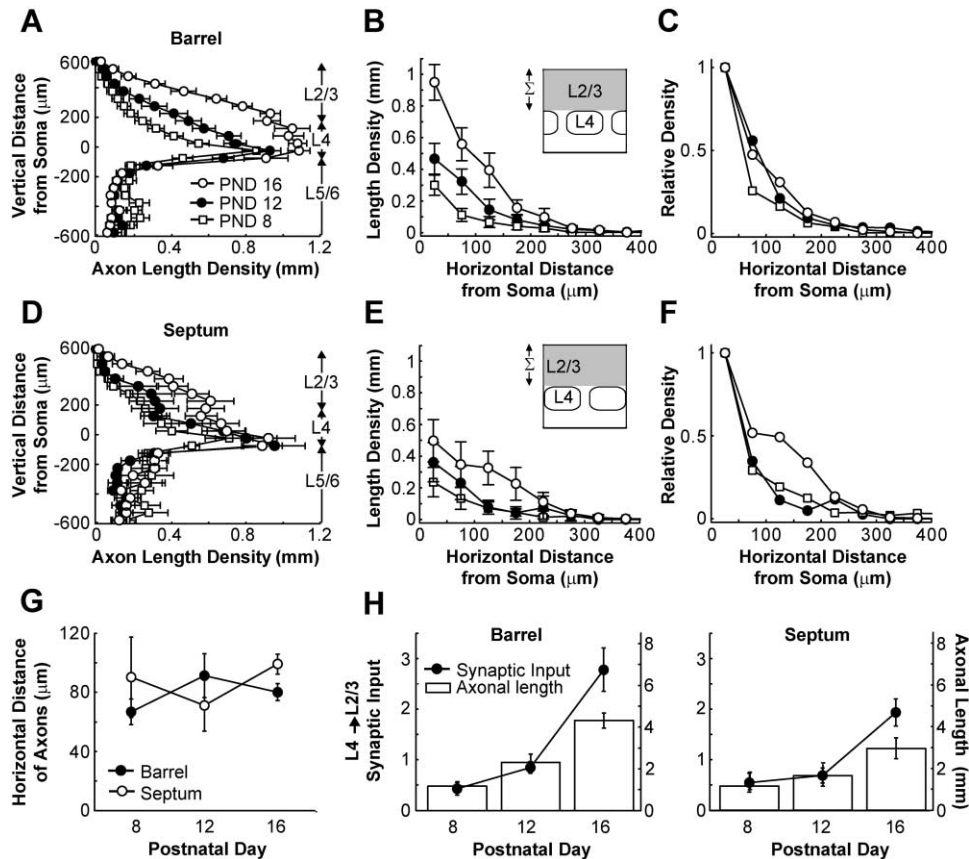 A
Barrel
Vertical Distance
from Soma (μm)
600
200
0
-200
-600
L2/3
L4
L5/6
PND 16
PND 12
PND 8
0
0.4
0.8
1.2
Axon Length Density (mm)
B
Length Density (mm)
1
0.8
0.6
0.4
0.2
0
Σ
L2/3
L4
0
100
200
300
400
Horizontal Distance
from Soma (μm)
C
Relative Density
1
0.5
0
0
100
200
300
400
Horizontal Distance
from Soma (μm)
D
Septum
Vertical Distance
from Soma (μm)
600
200
0
-200
-600
L2/3
L4
L5/6
0
0.4
0.8
1.2
Axon Length Density (mm)
E
Length Density (mm)
1
0.8
0.6
0.4
0.2
0
Σ
L2/3
L4
0
100
200
300
400
Horizontal Distance
from Soma (μm)
F
Relative Density
1
0.5
0
0
100
200
300
400
Horizontal Distance
from Soma (μm)
G
Horizontal Distance
of Axons (μm)
120
80
40
0
Barrel
Septum
8
12
16
Postnatal Day
H
Barrel
L4 → L2/3
Synaptic Input
3
2
1
0
Synaptic Input
Axonal length
8
6
4
2
0
8
12
16
Postnatal Day
Septum
3
2
1
0
8
6
4
2
0
Axonal Length (mm)
8
12
16
Postnatal Day